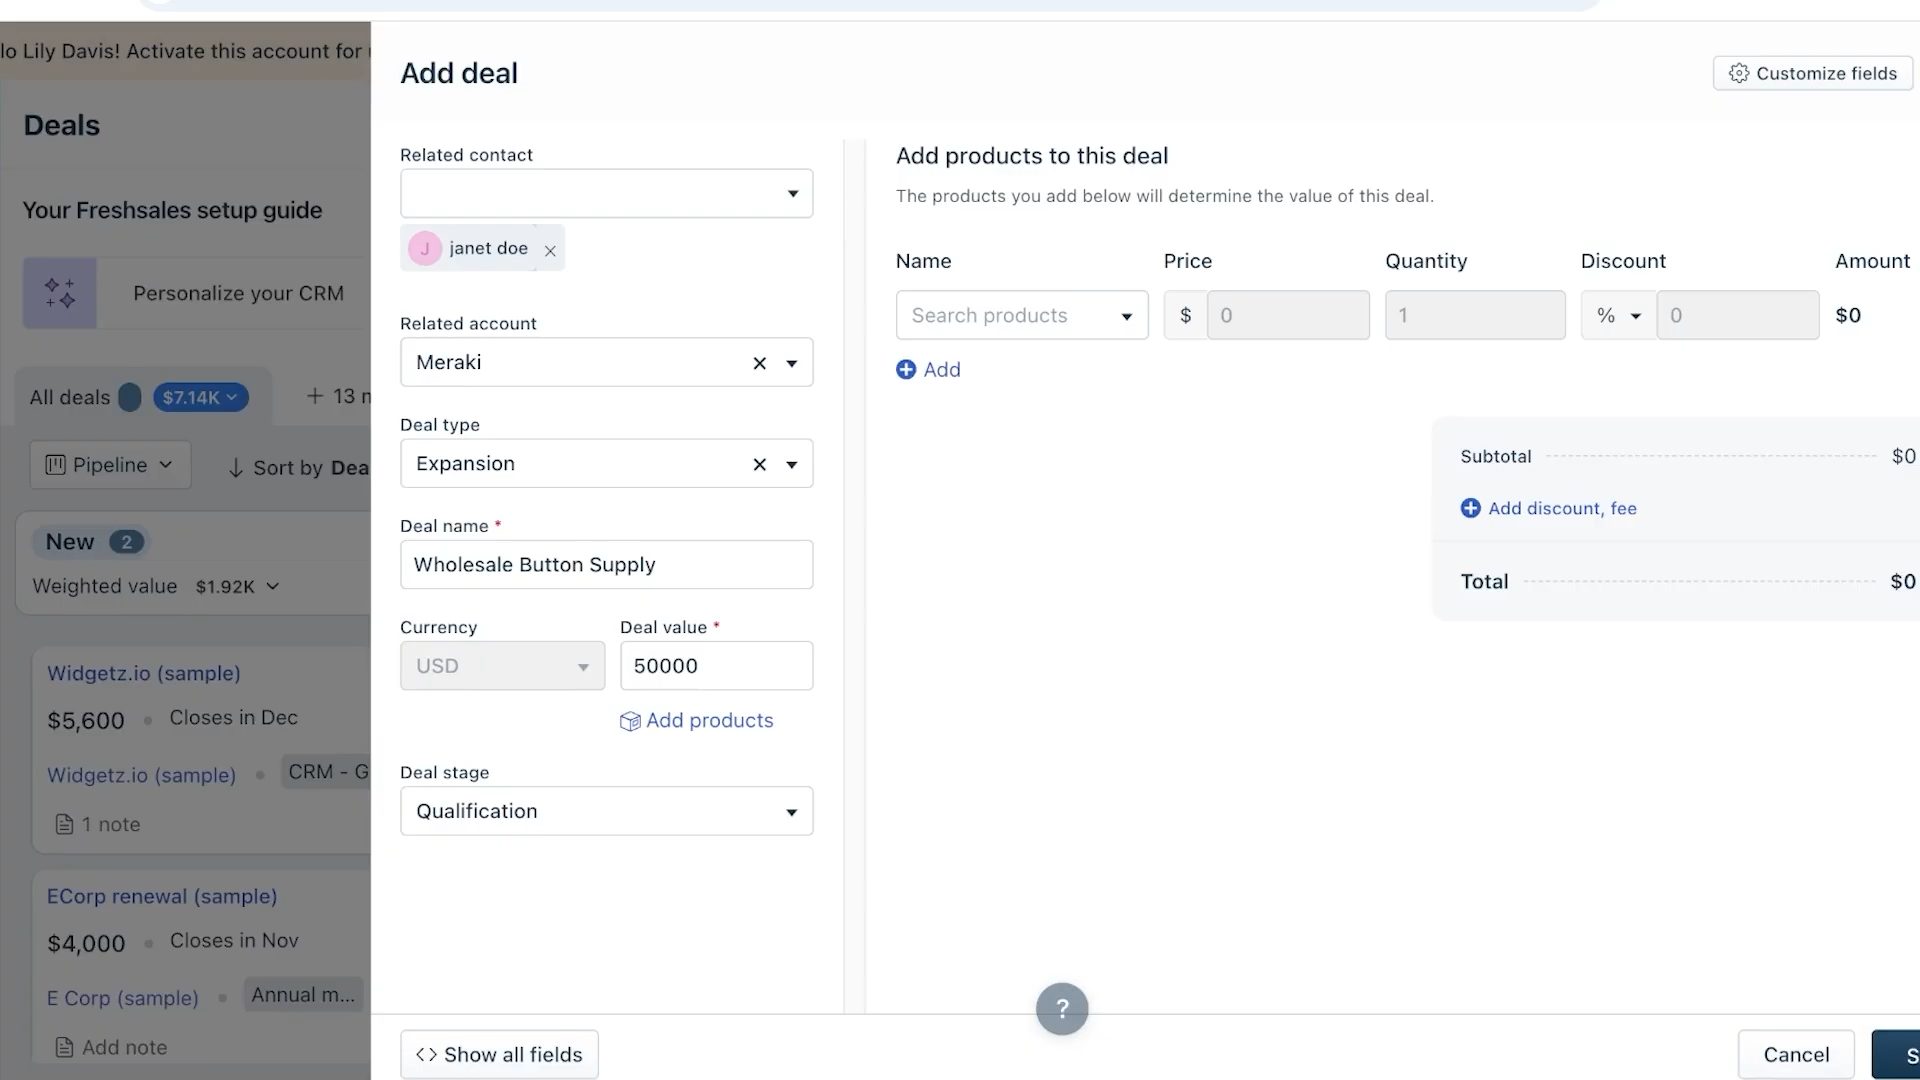 lo Lily Davis! Activate this account for
Deals
Your Freshsales setup guide
Personalize your CRM
All deals $7.14K + 13
Pipeline Sort by Dea
New 2
Weighted value $1.92K
Widgetz.io (sample)
$5,600 • Closes in Dec
Widgetz.io (sample) • CRM - G
1 note
ECorp renewal (sample)
$4,000 • Closes in Nov
E Corp (sample) • Annual m...
Add note
Add deal
Customize fields
Related contact
J janet doe ×
Related account
Meraki
Deal type
Expansion
Deal name *
Wholesale Button Supply
Currency Deal value *
USD 50000
Add products
Deal stage
Qualification
Add products to this deal
The products you add below will determine the value of this deal.
Name Price Quantity Discount Amount
Search products $ 0 1 % 0 $0
Add
Subtotal $0
Add discount, fee
Total $0
?
<> Show all fields
Cancel
S